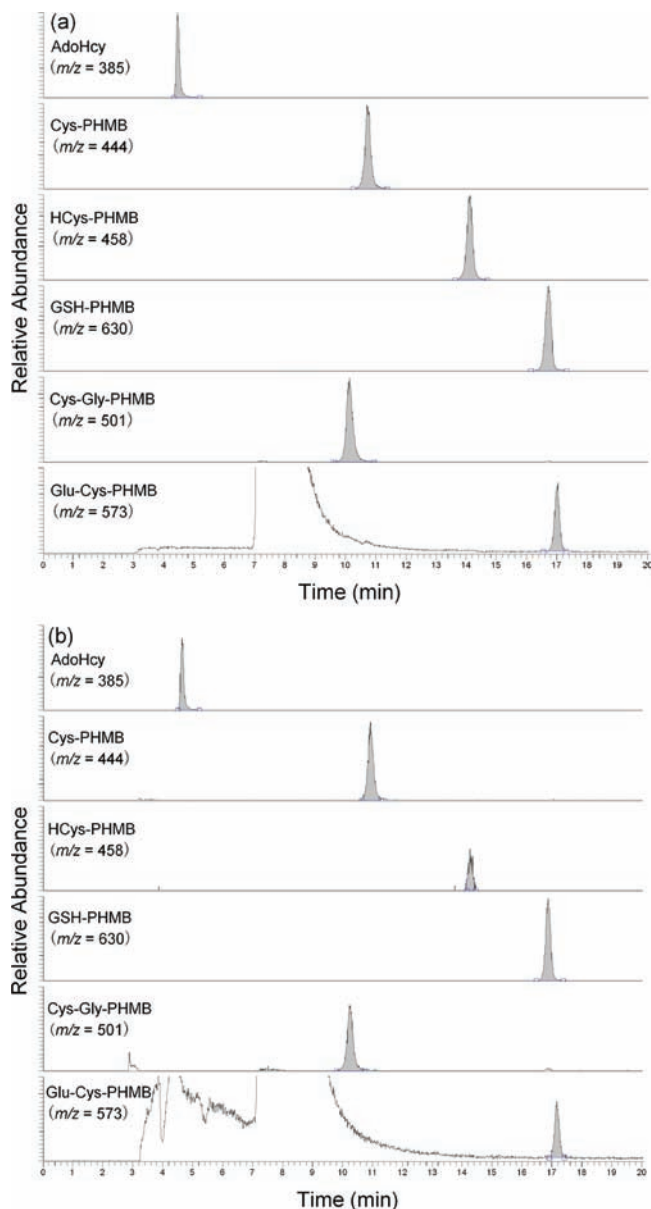 (a)
AdoHcy
(m/z = 385)
Cys-PHMB
(m/z = 444)
HCys-PHMB
(m/z = 458)
GSH-PHMB
(m/z = 630)
Cys-Gly-PHMB
(m/z = 501)
Glu-Cys-PHMB
(m/z = 573)
Relative Abundance
0 1 2 3 4 5 6 7 8 9 10 11 12 13 14 15 16 17 18 19 20
Time (min)
(b)
AdoHcy
(m/z = 385)
Cys-PHMB
(m/z = 444)
HCys-PHMB
(m/z = 458)
GSH-PHMB
(m/z = 630)
Cys-Gly-PHMB
(m/z = 501)
Glu-Cys-PHMB
(m/z = 573)
Relative Abundance
0 1 2 3 4 5 6 7 8 9 10 11 12 13 14 15 16 17 18 19 20
Time (min)